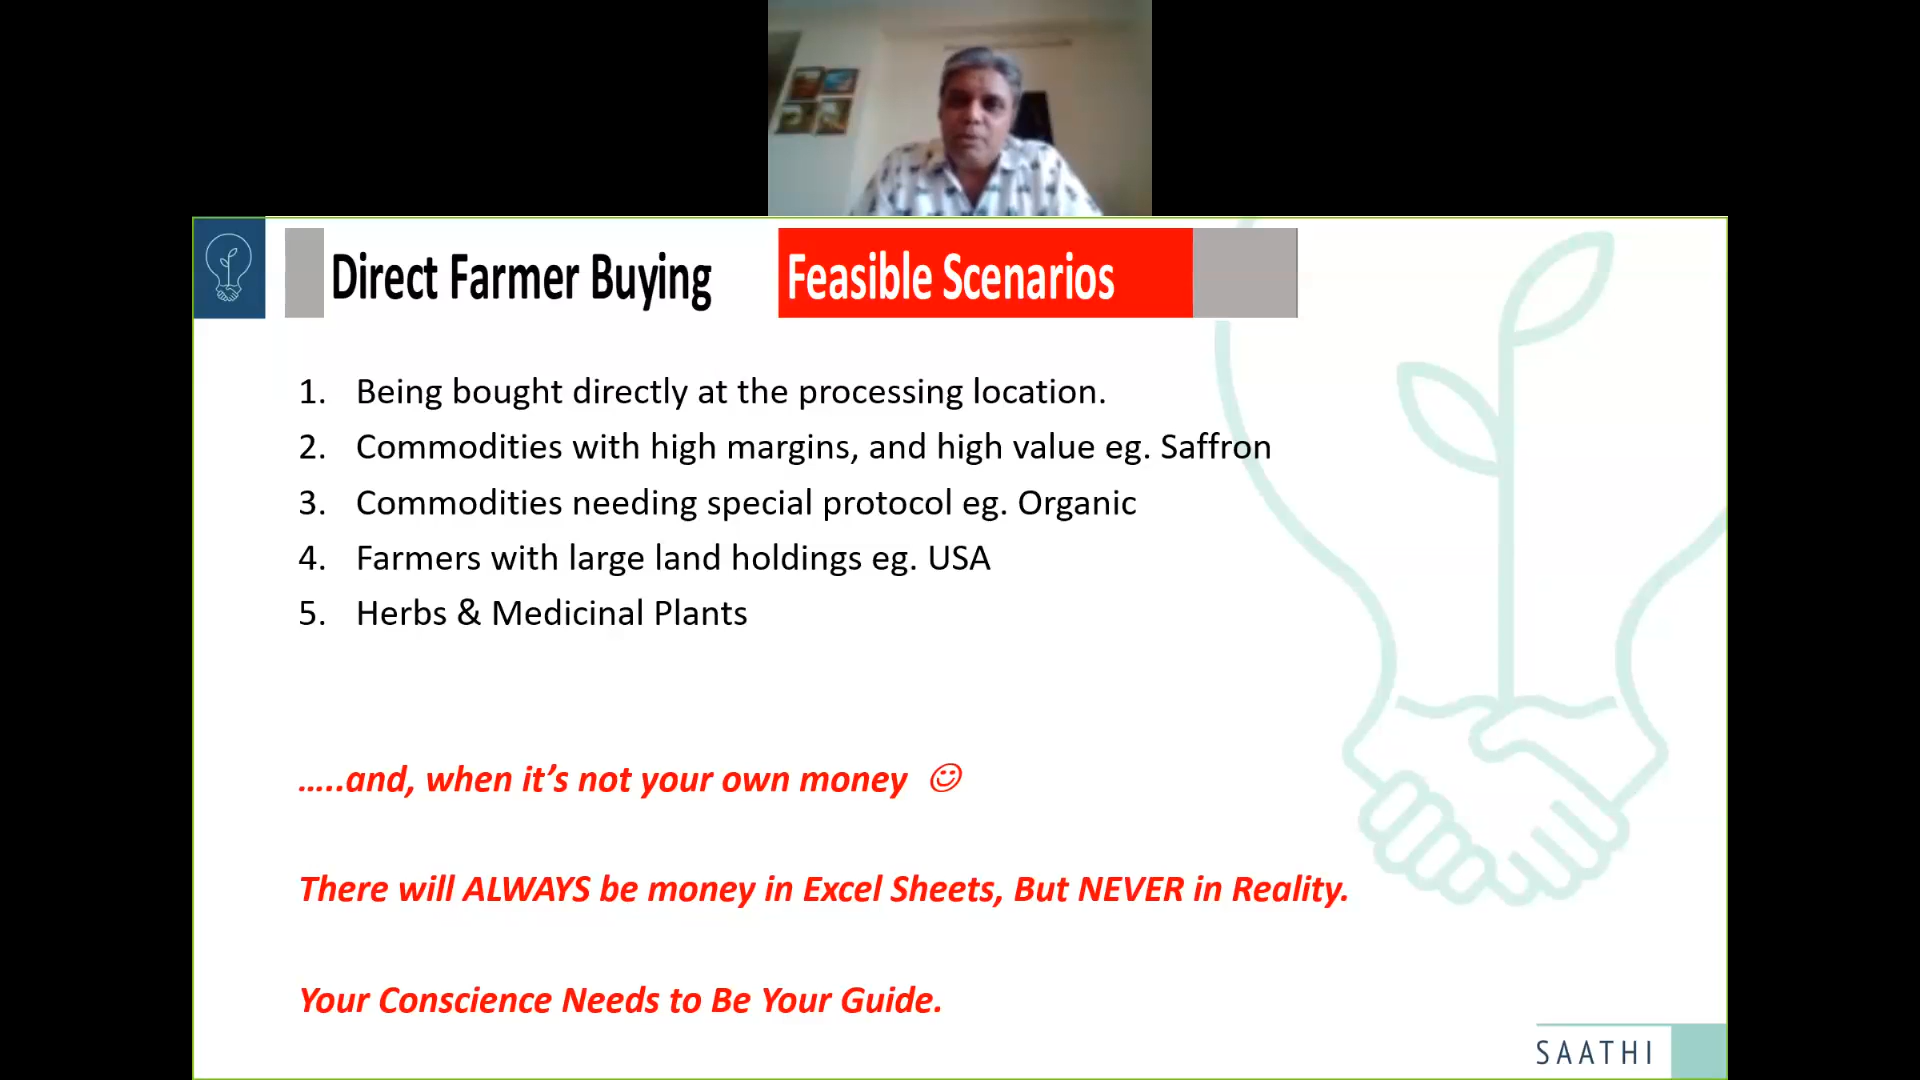 Direct Farmer Buying Feasible Scenarios
1. Being bought directly at the processing location.
2. Commodities with high margins, and high value eg. Saffron
3. Commodities needing special protocol eg. Organic
4. Farmers with large land holdings eg. USA
5. Herbs & Medicinal Plants
…..and, when it’s not your own money ☺
There will ALWAYS be money in Excel Sheets, But NEVER in Reality.
Your Conscience Needs to Be Your Guide.
SAATHI